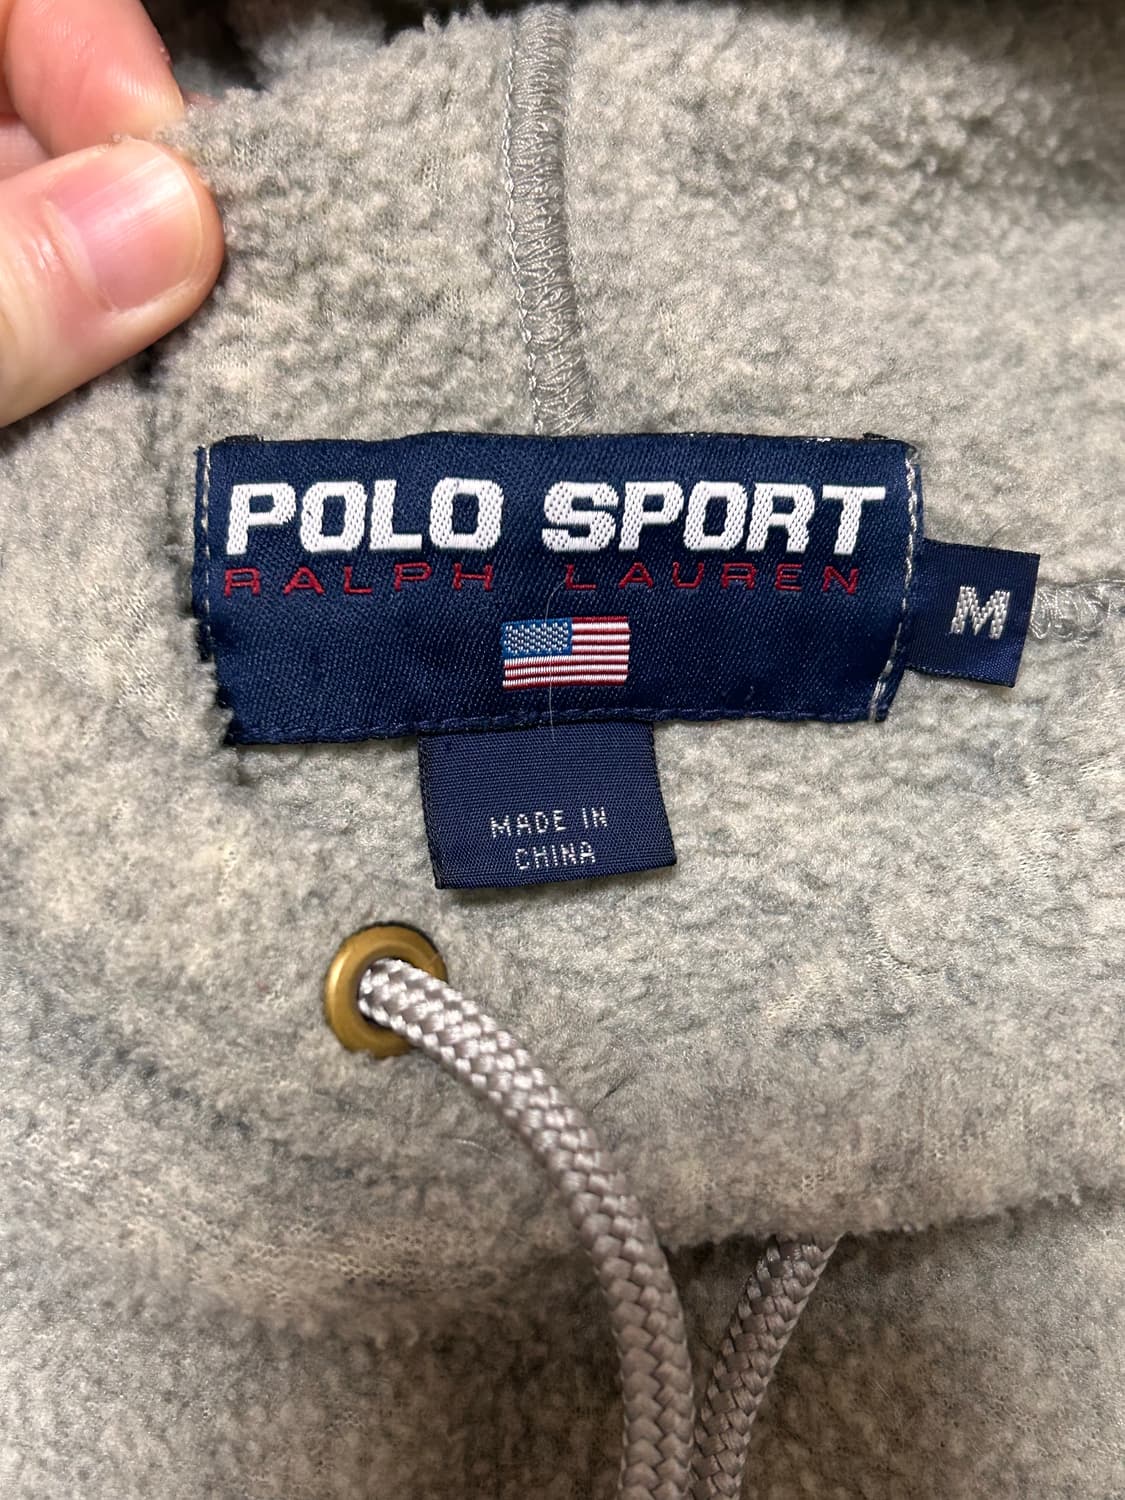 POLO SPORT
RALPH LAUREN
M
MADE IN
CHINA